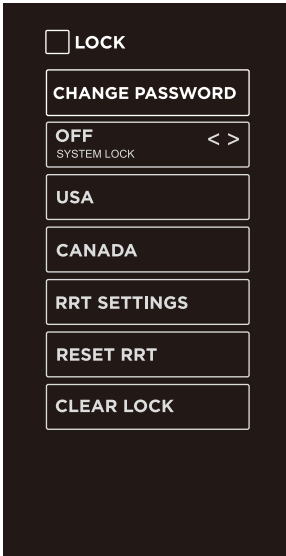 LOCK
CHANGE PASSWORD
OFF < >
SYSTEM LOCK
USA
CANADA
RRT SETTINGS
RESET RRT
CLEAR LOCK